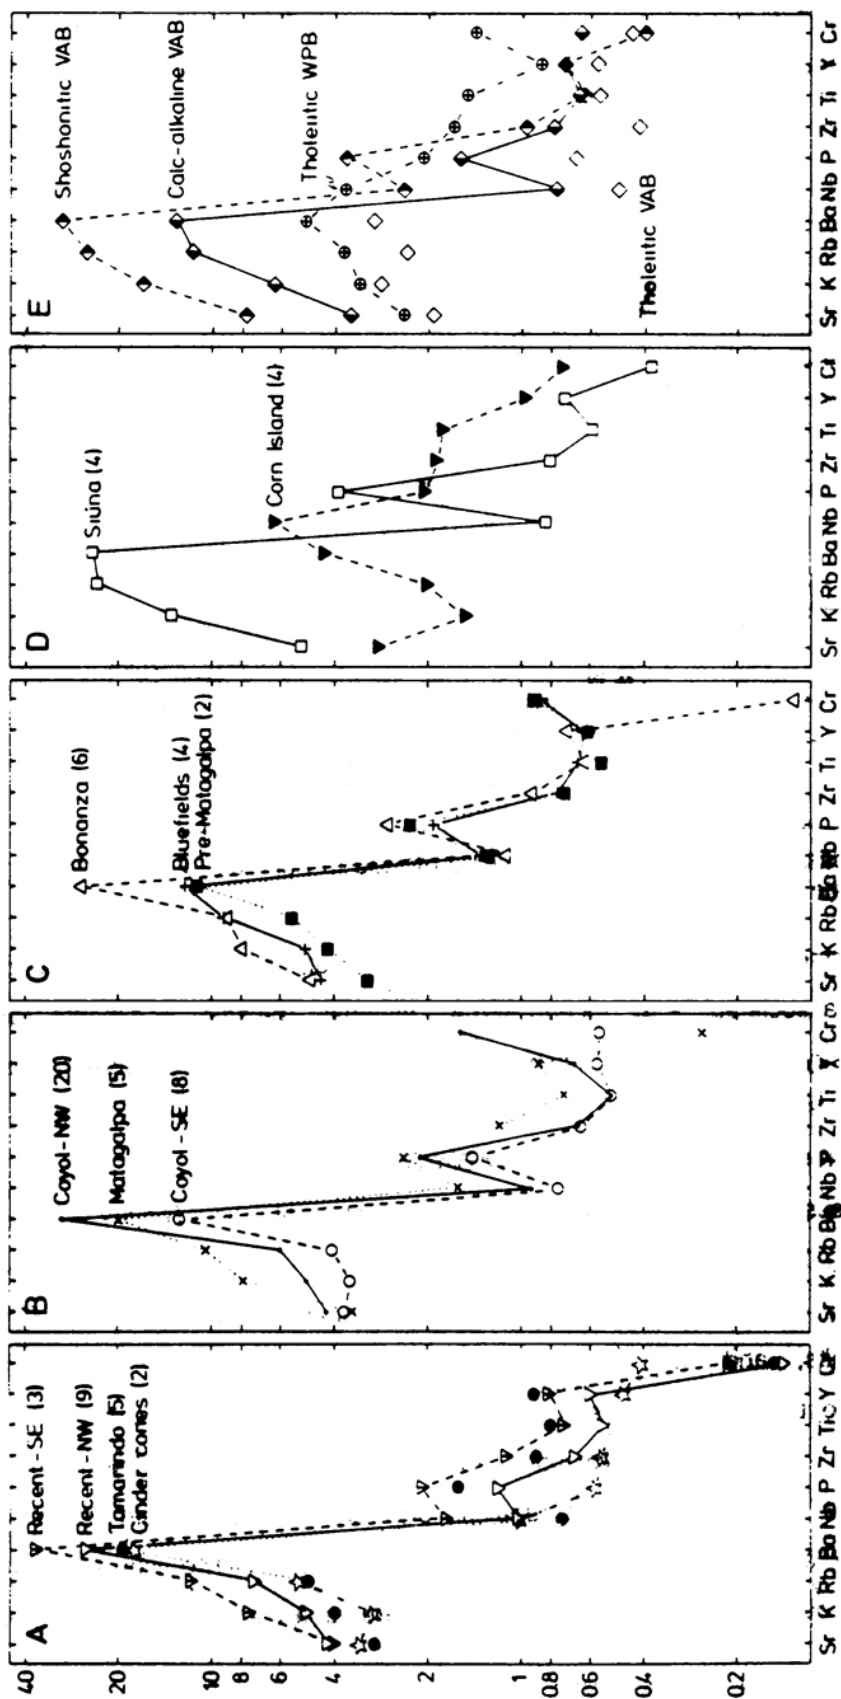 E
Shoshonitic VAB
Calc-alkaline VAB
Tholeiitic WPB
Tholeiitic VAB
Sr K Rb Ba Nb P Zr Ti Y Cr
D
Siuna (4)
Corn Island (4)
Sr K Rb Ba Nb P Zr Ti Y Cr
C
Bonanza (6)
Bluefields (4)
Pre-Matagalpa (2)
Sr K Rb P Zr Ti Y Cr
B
Coyol-NW (20)
Matagalpa (5)
Coyol-SE (8)
Sr K Rb Ba Nb P Zr Ti Y Cr
A
Recent-SE (3)
Recent-NW (9)
Tamarindo (5)
Cinder cones (2)
Sr K Rb Ba Nb P Zr Ti Y
40 20 10 8 6 4 2 1 0.8 0.6 0.4 0.2